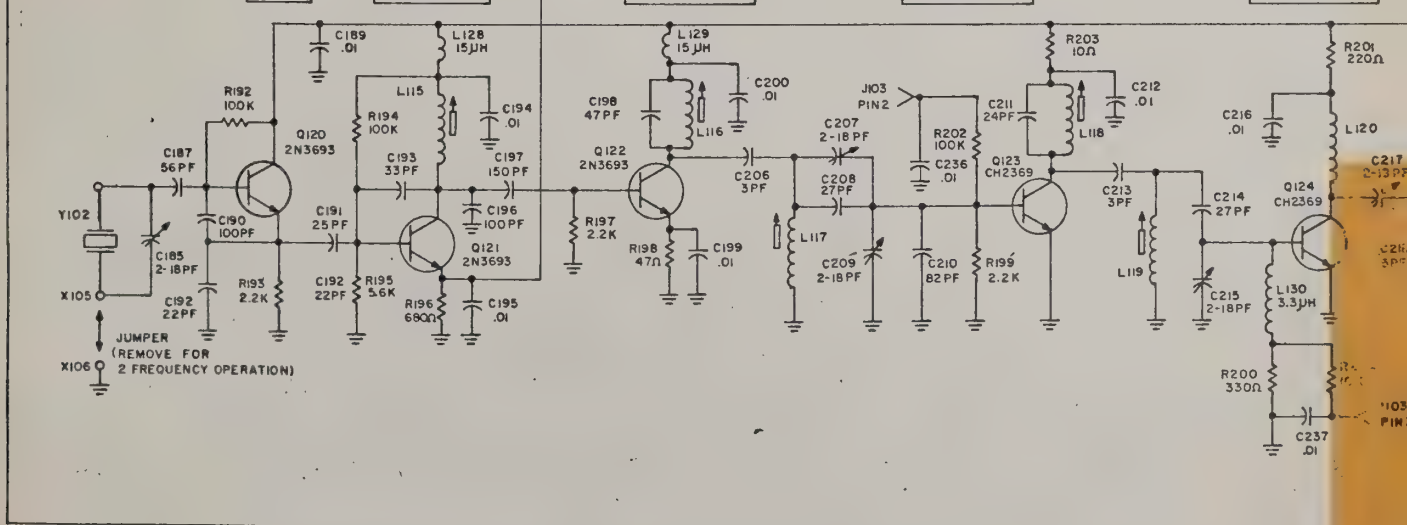 C189
.01
L128
15µH
L129
15µH
R203
10Ω
R201
220Ω
R192
100K
L115
R194
100K
C194
.01
C198
47PF
C200
.01
L116
J103
PIN2
C211
24PF
C212
.01
L118
C216
.01
L120
C187
56PF
Q120
2N3693
C193
33PF
C197
150PF
Q122
2N3693
C207
2-18PF
R202
100K
C236
.01
Q123
CH2369
C206
3PF
C208
27PF
C213
3PF
C214
27PF
Q124
CH2369
C217
2-13PF
Y102
C190
100PF
C191
25PF
C196
100PF
Q121
2N3693
R197
2.2K
C185
2-18PF
C192
22PF
R193
2.2K
C192
22PF
R195
5.6K
R196
680Ω
C195
.01
R198
47Ω
C199
.01
L117
C209
2-18PF
C210
82PF
R199
2.2K
L119
C215
2-18PF
L130
3.3µH
3PF
X105
JUMPER
(REMOVE FOR
2 FREQUENCY OPERATION)
X106
R200
330Ω
C237
.01